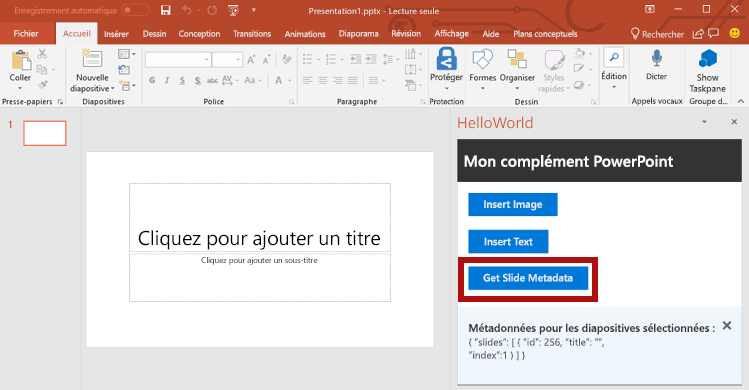 Enregistrement automatique
Presentation1.pptx - Lecture seule
Fichier Accueil Insérer Dessin Conception Transitions Animations Diaporama Révision Affichage Aide Plans conceptuels Rechercher
Coller
Presse-papiers
Nouvelle
diapositive
Diapositives
G I S S abc AV Aa A
Police
Paragraphe
Protéger
Protection
Formes Organiser Styles
rapides
Dessin
Édition
Dicter
Appels vocaux
Show
Taskpane
Groupe d...
1
Cliquez pour ajouter un titre
Cliquez pour ajouter un sous-titre
HelloWorld
Mon complément PowerPoint
Insert Image
Insert Text
Get Slide Metadata
Métadonnées pour les diapositives sélectionnées :
{ "slides": [ { "id": 256, "title": "",
"index":1 } ] }